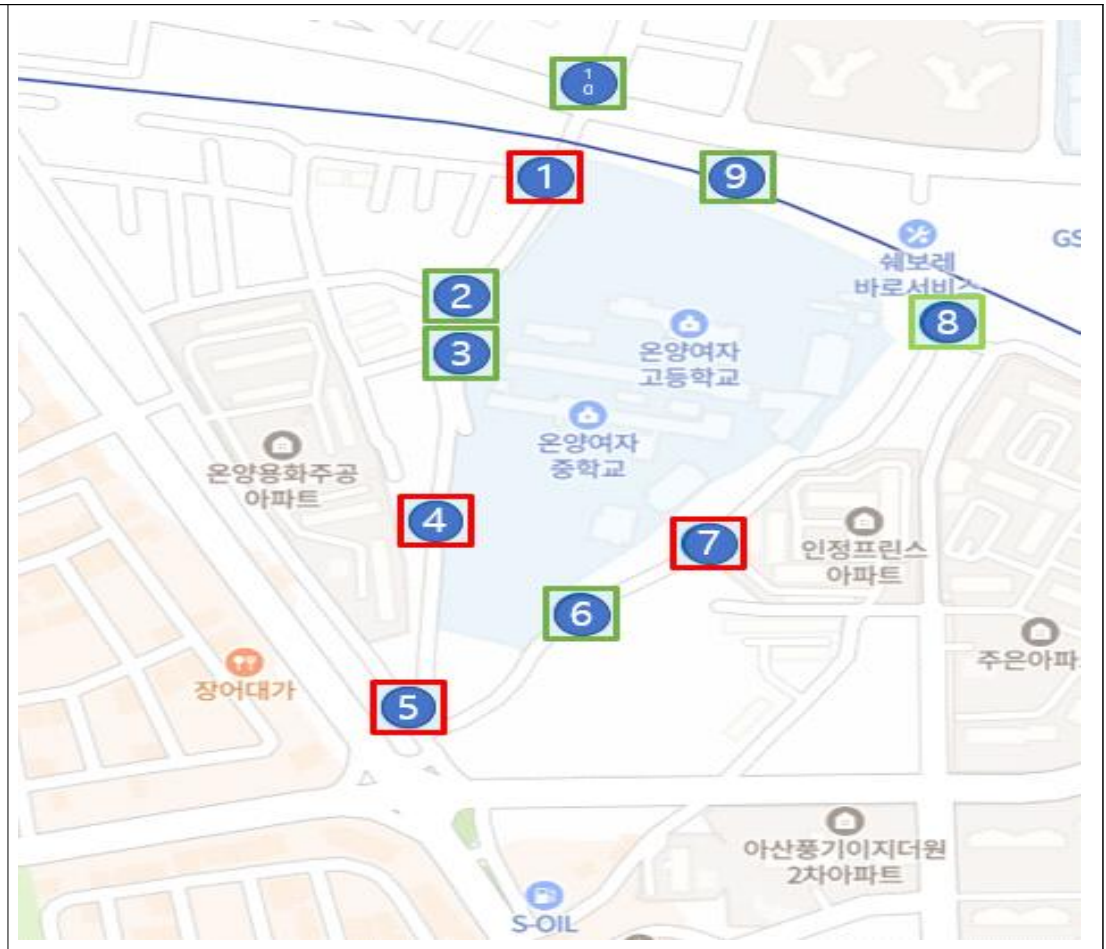 1
0
1
9
쉐보레
바로서비스
GS
2
8
3
온양여자
고등학교
온양여자
중학교
온양용화주공
아파트
4
7
인정프린스
아파트
6
주은아파
장어대가
5
아산풍기이지더원
2차아파트
S-OIL